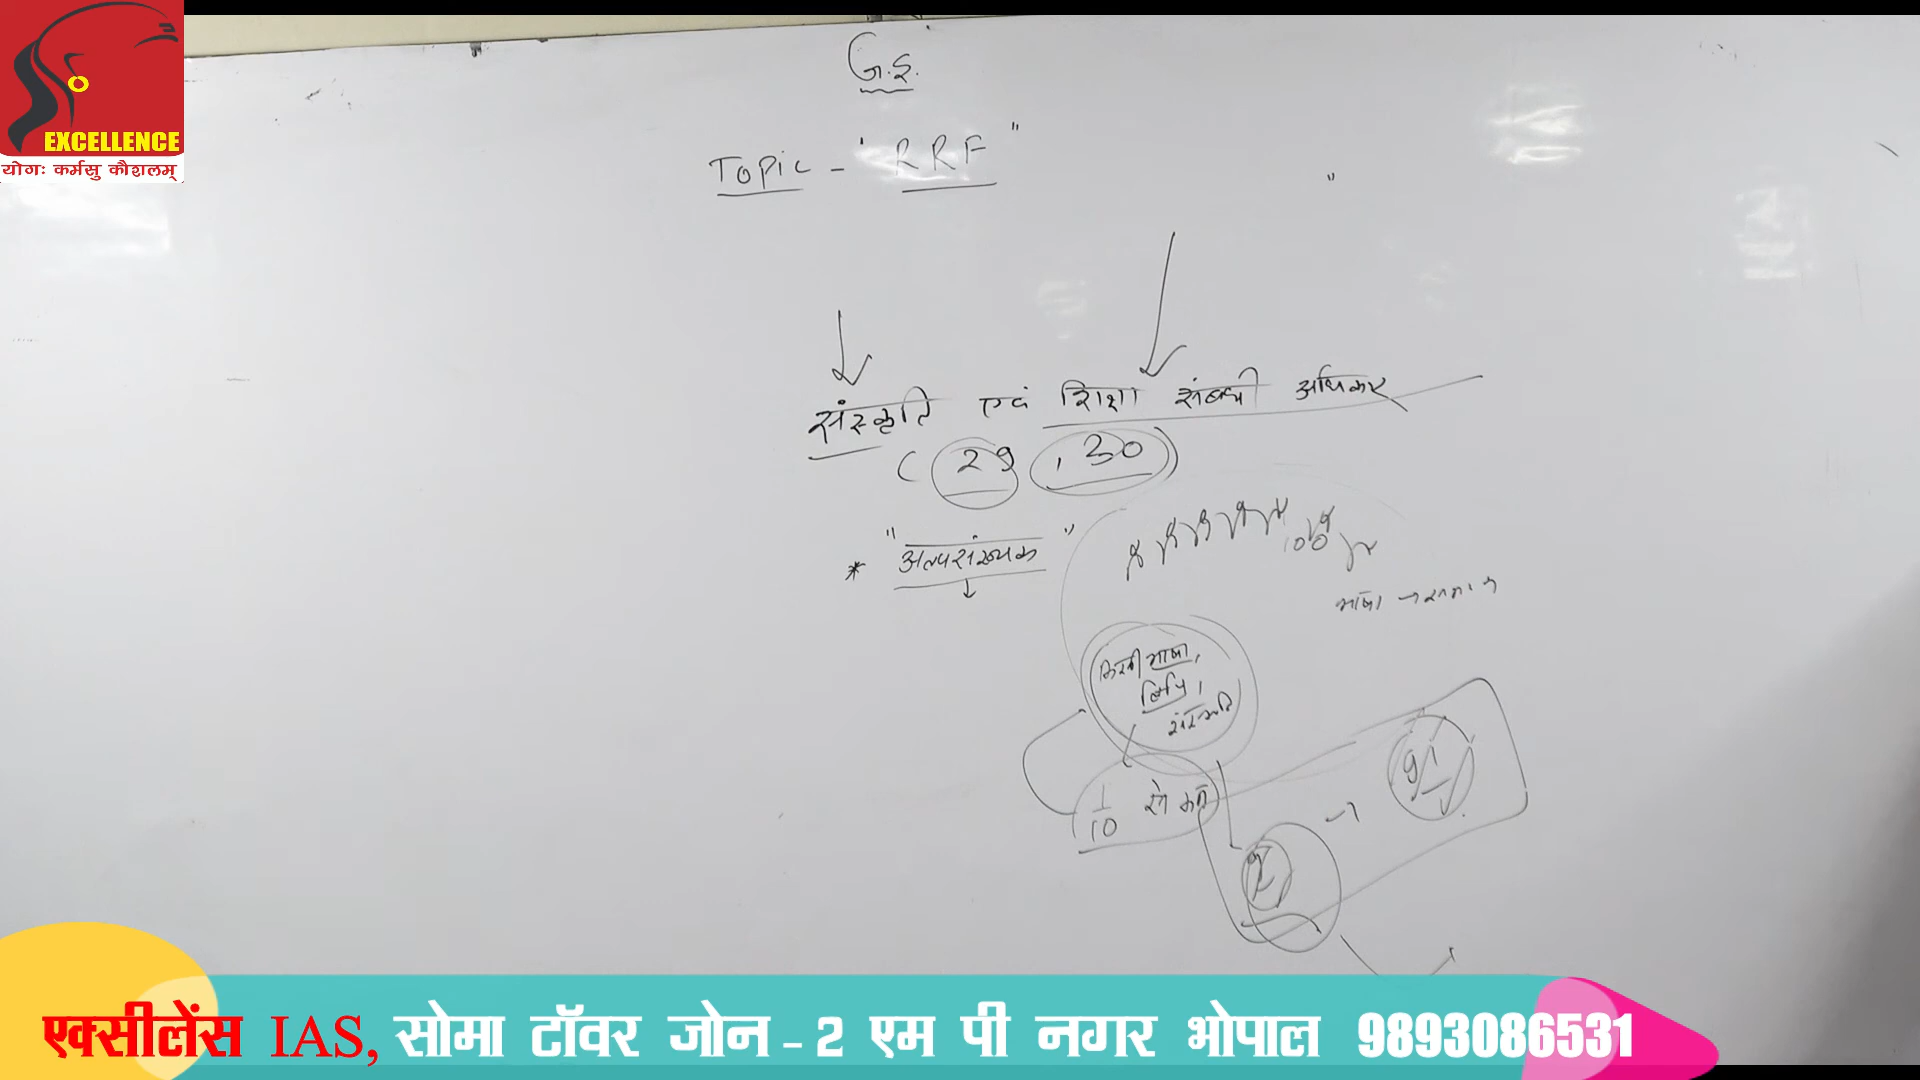 EXCELLENCE
योगः कर्मसु कौशलम्
G.S.
Topic - "RRF"
संस्कृति एवं शिक्षा संबंधी अधिकार
(29, 30)
* "अल्पसंख्यक"
100
भाषा
किसी भाषा,
लिपि,
संस्कृति
1/10 से कम
एक्सीलेंस IAS, सोमा टॉवर जोन - 2 एम पी नगर भोपाल 9893086531